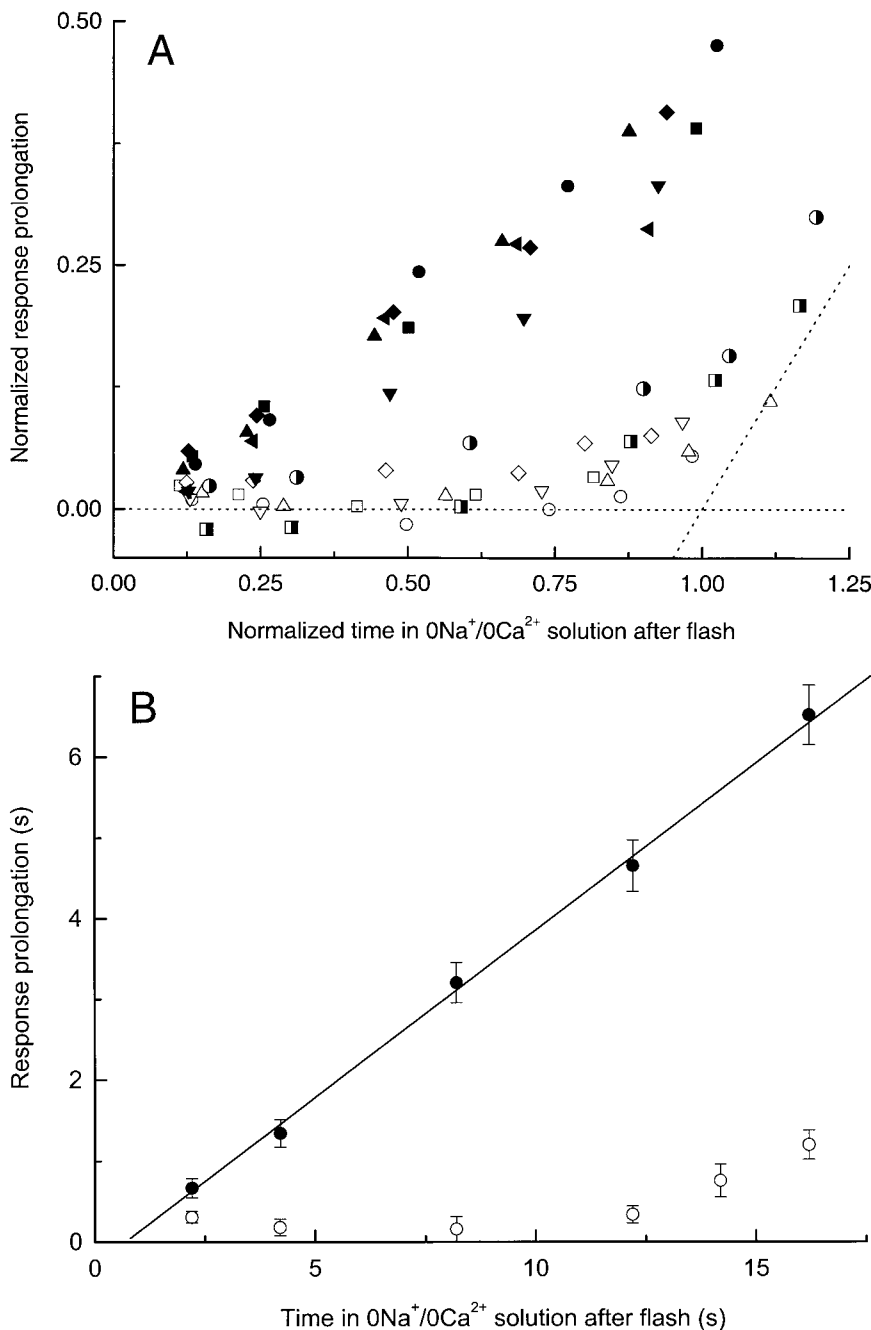 A
0.50
0.25
0.00
Normalized response prolongation
0.00 0.25 0.50 0.75 1.00 1.25
Normalized time in 0Na⁺/0Ca²⁺ solution after flash
B
6
4
2
0
Response prolongation (s)
0 5 10 15
Time in 0Na⁺/0Ca²⁺ solution after flash (s)